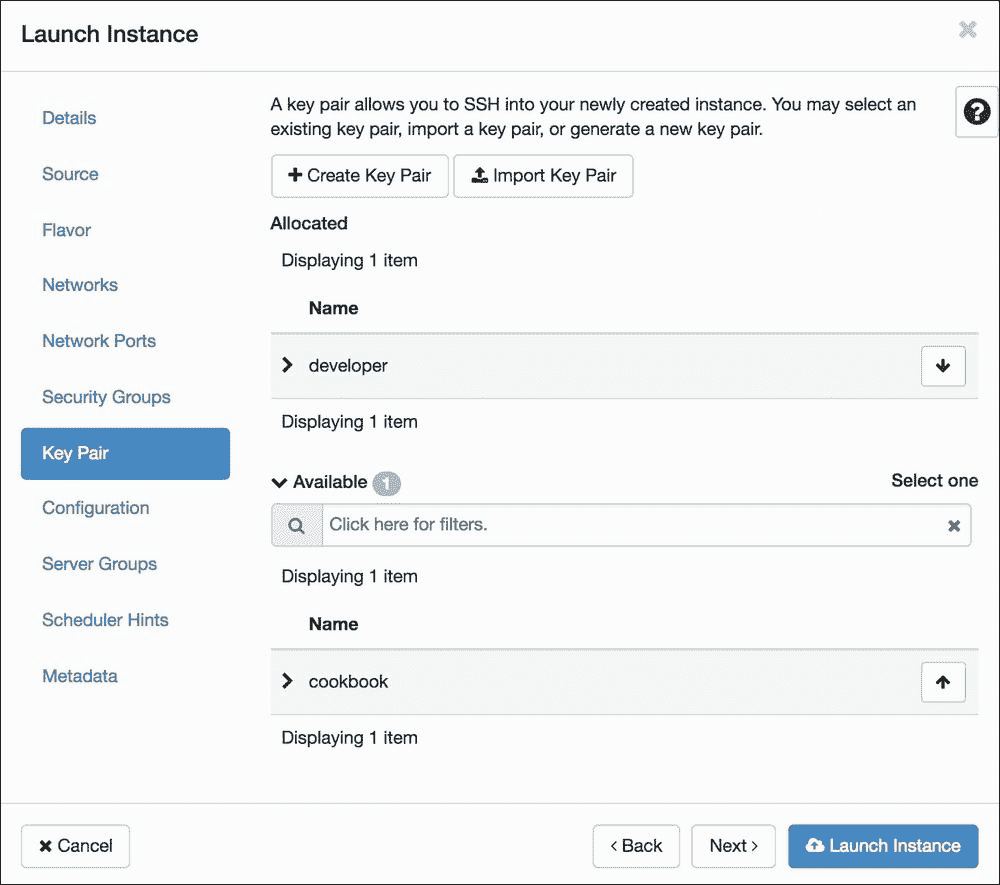 Launch Instance
Details
Source
Flavor
Networks
Network Ports
Security Groups
Key Pair
Configuration
Server Groups
Scheduler Hints
Metadata
A key pair allows you to SSH into your newly created instance. You may select an
existing key pair, import a key pair, or generate a new key pair.
Create Key Pair
Import Key Pair
Allocated
Displaying 1 item
Name
developer
Displaying 1 item
Available 1
Select one
Click here for filters.
Displaying 1 item
Name
cookbook
Displaying 1 item
Cancel
Back
Next
Launch Instance